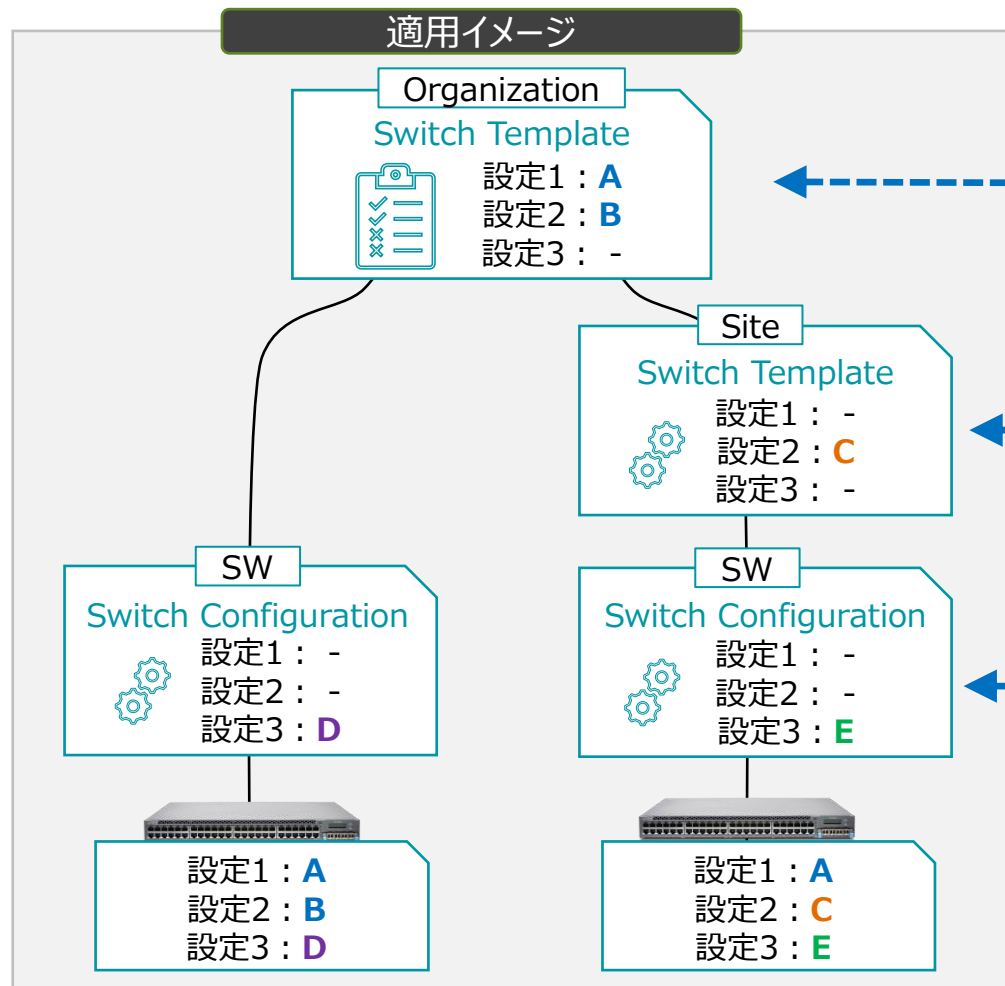 適用イメージ
Organization
Switch Template
設定1：A
設定2：B
設定3： -
Site
Switch Template
設定1： -
設定2：C
設定3： -
SW
Switch Configuration
設定1： -
設定2： -
設定3：D
SW
Switch Configuration
設定1： -
設定2： -
設定3：E
設定1：A
設定2：B
設定3：D
設定1：A
設定2：C
設定3：E